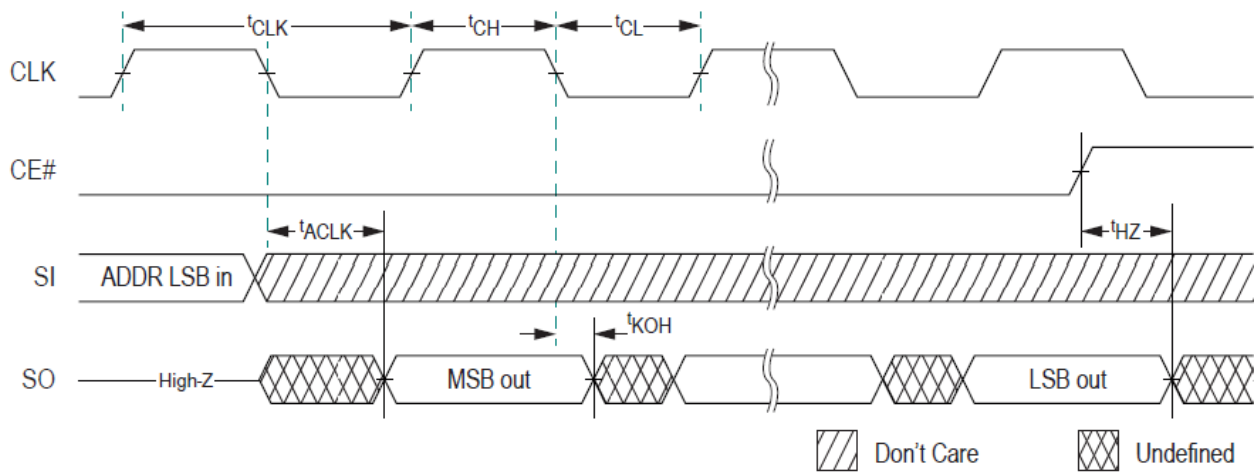 tCLK tCH tCL
CLK
CE#
tACLK tHZ
SI ADDR LSB in
tKOH
SO High-Z MSB out LSB out
Don't Care Undefined